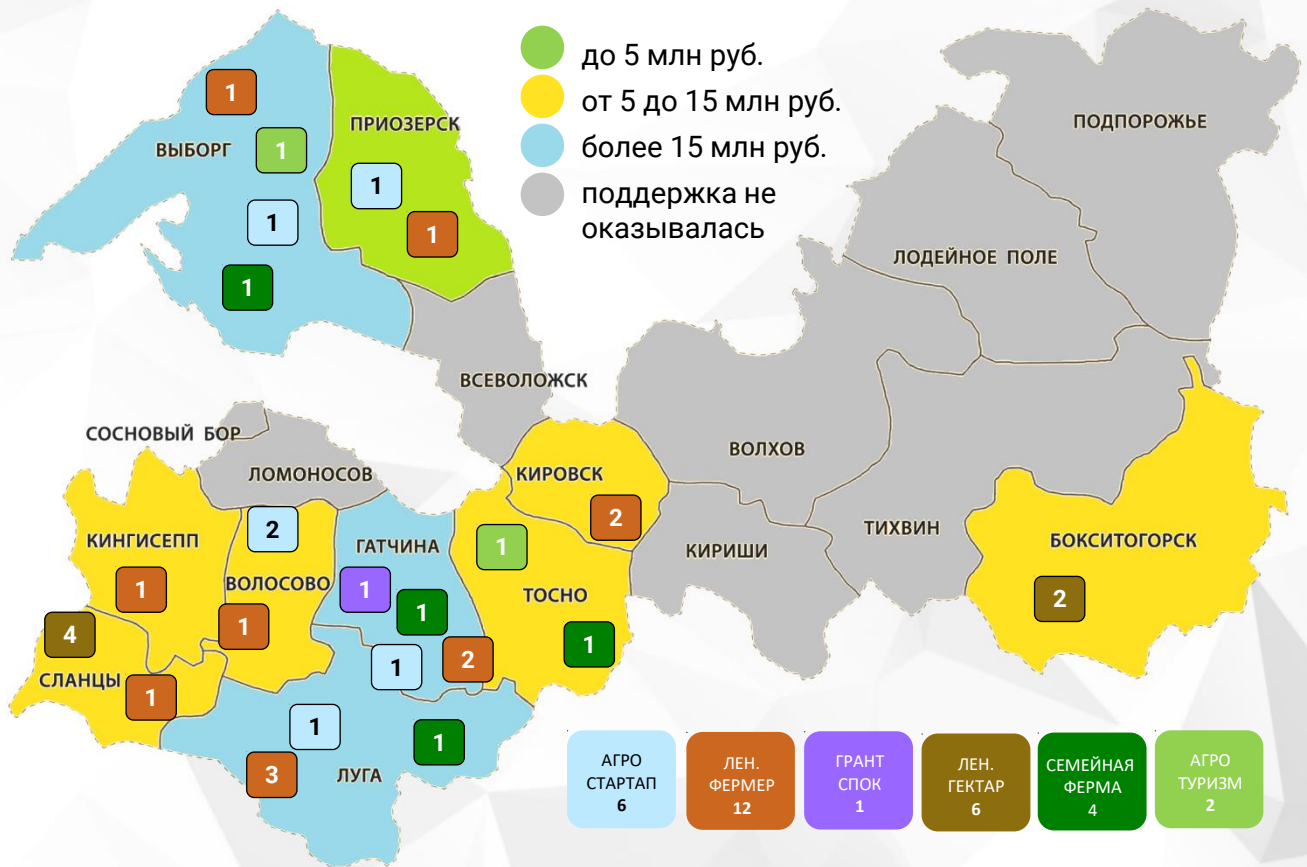 до 5 млн руб.
от 5 до 15 млн руб.
более 15 млн руб.
поддержка не
оказывалась
1
ВЫБОРГ
1
1
1
ПРИОЗЕРСК
1
1
ПОДПОРОЖЬЕ
ЛОДЕЙНОЕ ПОЛЕ
ВСЕВОЛОЖСК
СОСНОВЫЙ БОР
ЛОМОНОСОВ
ВОЛХОВ
КИРОВСК
2
КИРИШИ
ТИХВИН
БОКСИТОГОРСК
2
КИНГИСЕПП
1
2
ВОЛОСОВО
1
ГАТЧИНА
1
1
1
2
1
ТОСНО
1
4
СЛАНЦЫ
1
1
1
3
ЛУГА
АГРО
СТАРТАП
6
ЛЕН.
ФЕРМЕР
12
ГРАНТ
СПОК
1
ЛЕН.
ГЕКТАР
6
СЕМЕЙНАЯ
ФЕРМА
4
АГРО
ТУРИЗМ
2